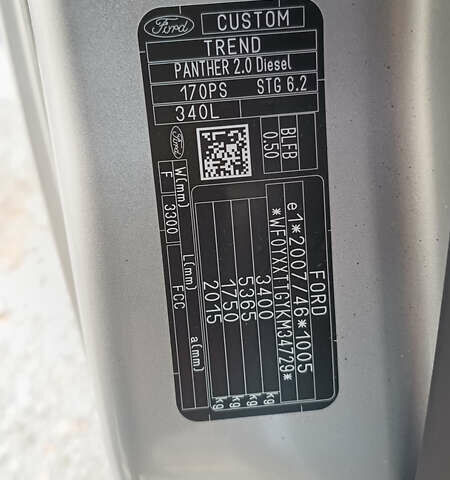 Ford
CUSTOM
TREND
PANTHER 2.0 Diesel
170PS STG 6.2
340L
Ford
BLFB
0.50
FORD
e1*2007/46*1005
*WF0YXXTTGYKM34729*
3400 kg
5365 kg
1750 kg
2015 kg
W(mm) L(mm) a(mm)
F 3300 FCC